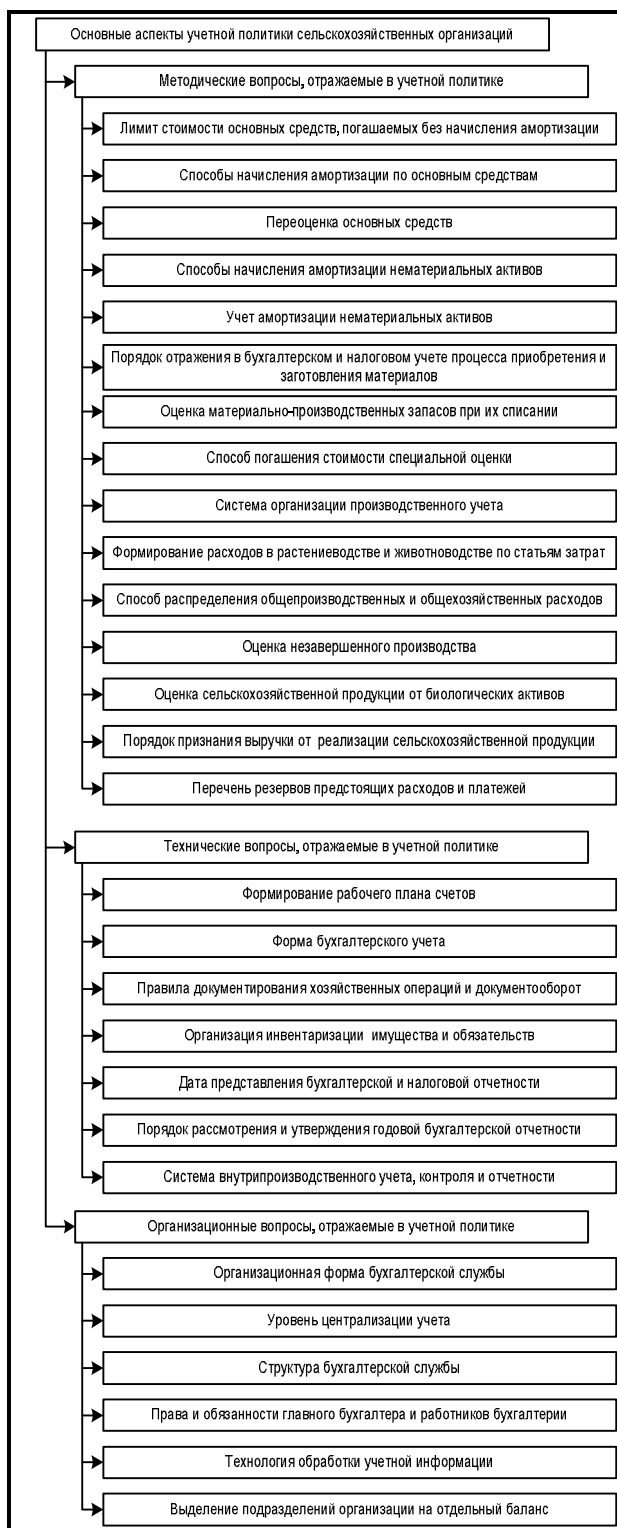 Основные аспекты учетной политики сельскохозяйственных организаций
Методические вопросы, отражаемые в учетной политике
Лимит стоимости основных средств, погашаемых без начисления амортизации
Способы начисления амортизации по основным средствам
Переоценка основных средств
Способы начисления амортизации нематериальных активов
Учет амортизации нематериальных активов
Порядок отражения в бухгалтерском и налоговом учете процесса приобретения и
заготовления материалов
Оценка материально-производственных запасов при их списании
Способ погашения стоимости специальной оценки
Система организации производственного учета
Формирование расходов в растениеводстве и животноводстве по статьям затрат
Способ распределения общепроизводственных и общехозяйственных расходов
Оценка незавершенного производства
Оценка сельскохозяйственной продукции от биологических активов
Порядок признания выручки от реализации сельскохозяйственной продукции
Перечень резервов предстоящих расходов и платежей
Технические вопросы, отражаемые в учетной политике
Формирование рабочего плана счетов
Форма бухгалтерского учета
Правила документирования хозяйственных операций и документооборот
Организация инвентаризации имущества и обязательств
Дата представления бухгалтерской и налоговой отчетности
Порядок рассмотрения и утверждения годовой бухгалтерской отчетности
Система внутрипроизводственного учета, контроля и отчетности
Организационные вопросы, отражаемые в учетной политике
Организационная форма бухгалтерской службы
Уровень централизации учета
Структура бухгалтерской службы
Права и обязанности главного бухгалтера и работников бухгалтерии
Технология обработки учетной информации
Выделение подразделений организации на отдельный баланс